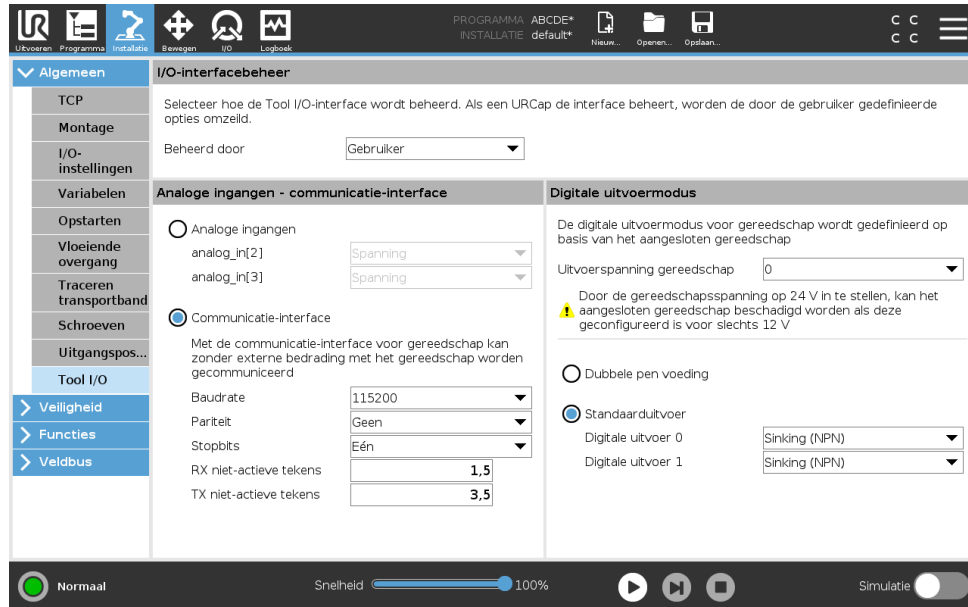 PROGRAMMA ABCDE*
INSTALLATIE default*
Uitvoeren Programma Installatie Bewegen I/O Logboek Nieuw... Openen... Opslaan...
C C
C C
Algemeen
TCP
Montage
I/O-
instellingen
Variabelen
Opstarten
Vloeiende
overgang
Traceren
transportband
Schroeven
Uitgangspos...
Tool I/O
Veiligheid
Functies
Veldbus
I/O-interfacebeheer
Selecteer hoe de Tool I/O-interface wordt beheerd. Als een URCap de interface beheert, worden de door de gebruiker gedefinieerde
opties omzeild.
Beheerd door Gebruiker
Analoge ingangen - communicatie-interface
Analoge ingangen
analog_in[2] Spanning
analog_in[3] Spanning
Communicatie-interface
Met de communicatie-interface voor gereedschap kan
zonder externe bedrading met het gereedschap worden
gecommuniceerd
Baudrate 115200
Pariteit Geen
Stopbits Eén
RX niet-actieve tekens 1,5
TX niet-actieve tekens 3,5
Digitale uitvoermodus
De digitale uitvoermodus voor gereedschap wordt gedefinieerd op
basis van het aangesloten gereedschap
Uitvoerspanning gereedschap 0
Door de gereedschapsspanning op 24 V in te stellen, kan het
aangesloten gereedschap beschadigd worden als deze
geconfigureerd is voor slechts 12 V
Dubbele pen voeding
Standaarduitvoer
Digitale uitvoer 0 Sinking (NPN)
Digitale uitvoer 1 Sinking (NPN)
Normaal
Snelheid 100%
Simulatie